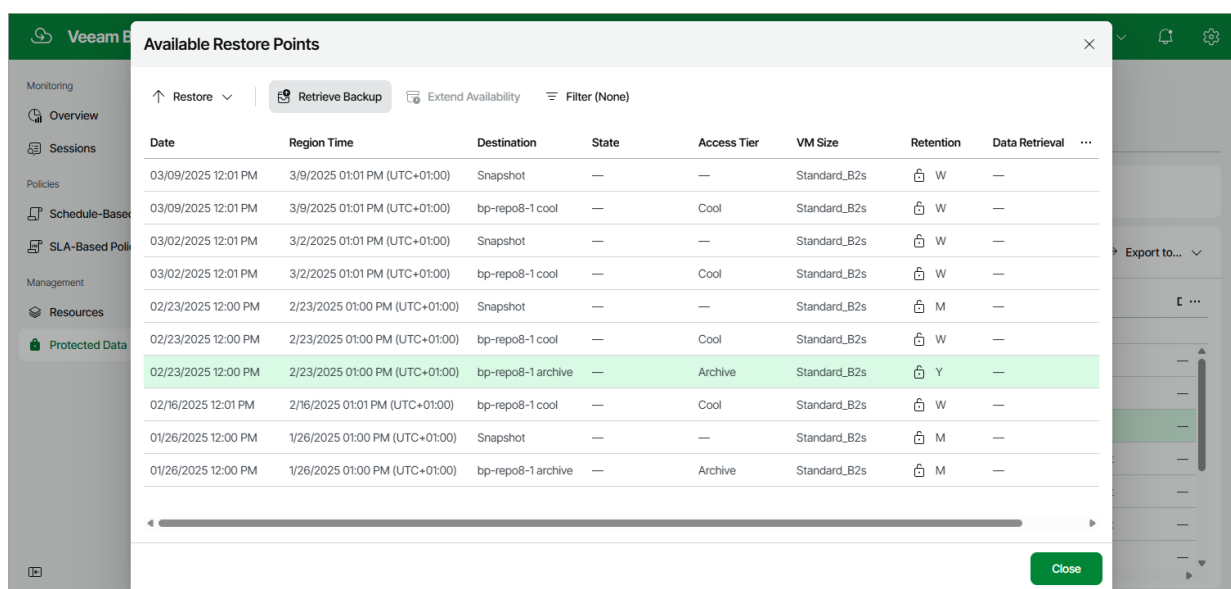 Veeam B
Available Restore Points
Monitoring
Overview
Sessions
Policies
Schedule-Based
SLA-Based Poli
Management
Resources
Protected Data
Restore
Retrieve Backup
Extend Availability
Filter (None)
Date Region Time Destination State Access Tier VM Size Retention Data Retrieval ...
03/09/2025 12:01 PM 3/9/2025 01:01 PM (UTC+01:00) Snapshot — — Standard_B2s W —
03/09/2025 12:01 PM 3/9/2025 01:01 PM (UTC+01:00) bp-repo8-1 cool — Cool Standard_B2s W —
03/02/2025 12:01 PM 3/2/2025 01:01 PM (UTC+01:00) Snapshot — — Standard_B2s W —
03/02/2025 12:01 PM 3/2/2025 01:01 PM (UTC+01:00) bp-repo8-1 cool — Cool Standard_B2s W —
02/23/2025 12:00 PM 2/23/2025 01:00 PM (UTC+01:00) Snapshot — — Standard_B2s M —
02/23/2025 12:00 PM 2/23/2025 01:00 PM (UTC+01:00) bp-repo8-1 cool — Cool Standard_B2s W —
02/23/2025 12:00 PM 2/23/2025 01:00 PM (UTC+01:00) bp-repo8-1 archive — Archive Standard_B2s Y —
02/16/2025 12:01 PM 2/16/2025 01:01 PM (UTC+01:00) bp-repo8-1 cool — Cool Standard_B2s W —
01/26/2025 12:00 PM 1/26/2025 01:00 PM (UTC+01:00) Snapshot — — Standard_B2s M —
01/26/2025 12:00 PM 1/26/2025 01:00 PM (UTC+01:00) bp-repo8-1 archive — Archive Standard_B2s M —
Export to...
Close